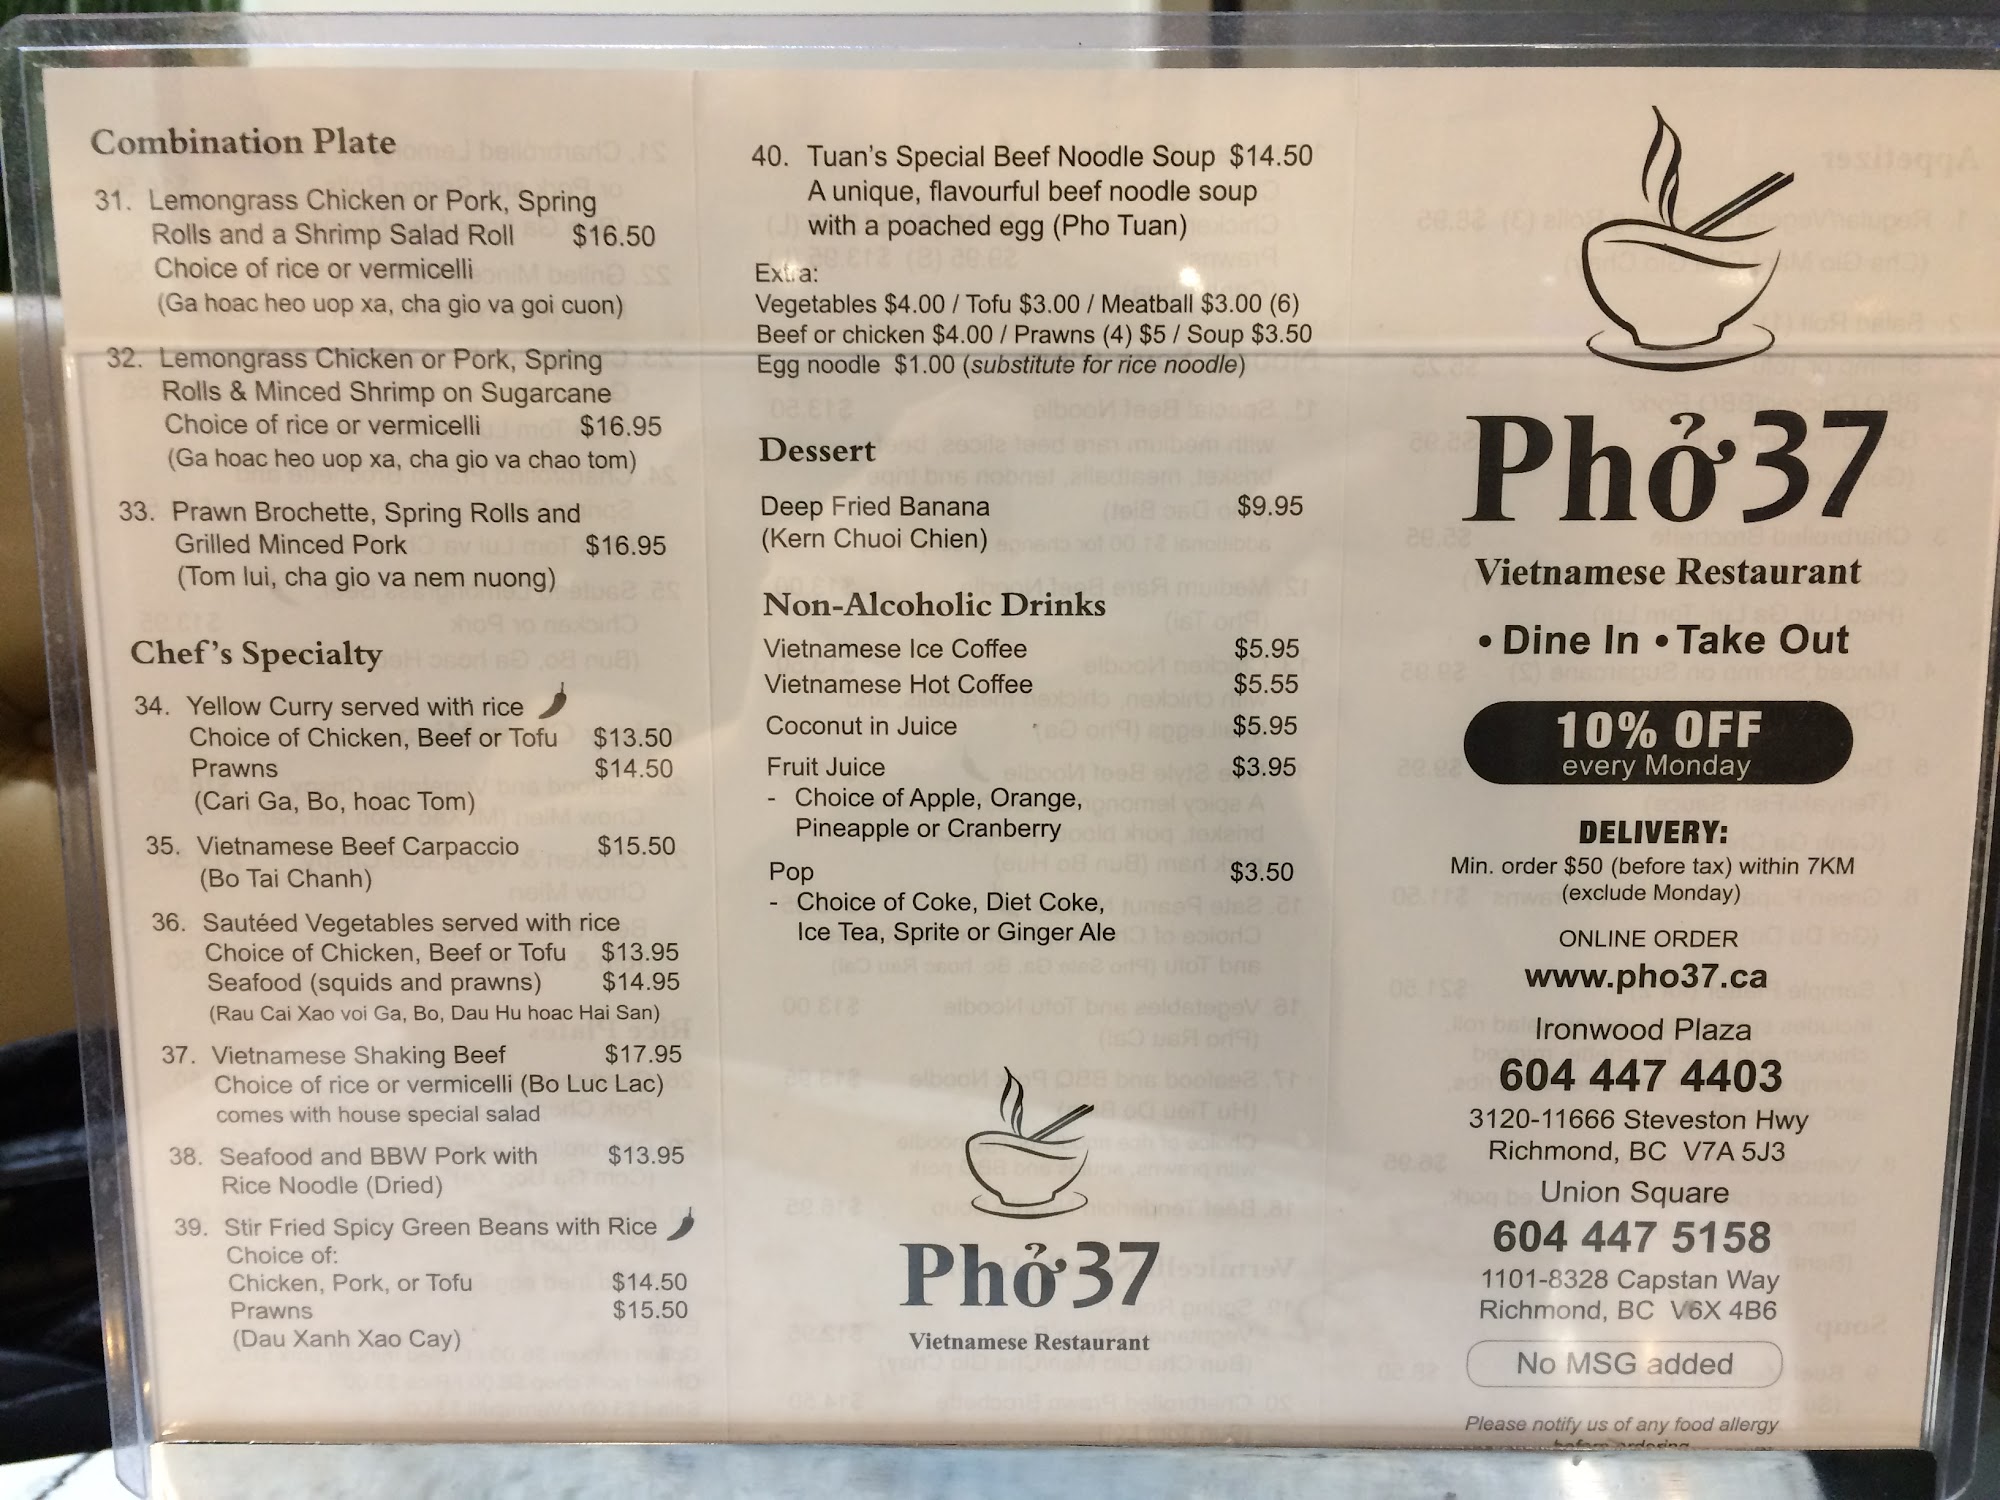 Combination Plate
31. Lemongrass Chicken or Pork, Spring
Rolls and a Shrimp Salad Roll $16.50
Choice of rice or vermicelli
(Ga hoac heo uop xa, cha gio va goi cuon)
32. Lemongrass Chicken or Pork, Spring
Rolls & Minced Shrimp on Sugarcane
Choice of rice or vermicelli $16.95
(Ga hoac heo uop xa, cha gio va chao tom)
33. Prawn Brochette, Spring Rolls and
Grilled Minced Pork $16.95
(Tom lui, cha gio va nem nuong)
Chef's Specialty
34. Yellow Curry served with rice
Choice of Chicken, Beef or Tofu $13.50
Prawns $14.50
(Cari Ga, Bo, hoac Tom)
35. Vietnamese Beef Carpaccio $15.50
(Bo Tai Chanh)
36. Sautéed Vegetables served with rice
Choice of Chicken, Beef or Tofu $13.95
Seafood (squids and prawns) $14.95
(Rau Cai Xao voi Ga, Bo, Dau Hu hoac Hai San)
37. Vietnamese Shaking Beef $17.95
Choice of rice or vermicelli (Bo Luc Lac)
comes with house special salad
38. Seafood and BBW Pork with $13.95
Rice Noodle (Dried)
39. Stir Fried Spicy Green Beans with Rice
Choice of:
Chicken, Pork, or Tofu $14.50
Prawns $15.50
(Dau Xanh Xao Cay)
40. Tuan's Special Beef Noodle Soup $14.50
A unique, flavourful beef noodle soup
with a poached egg (Pho Tuan)
Extra:
Vegetables $4.00 / Tofu $3.00 / Meatball $3.00 (6)
Beef or chicken $4.00 / Prawns (4) $5 / Soup $3.50
Egg noodle $1.00 (substitute for rice noodle)
Dessert
Deep Fried Banana $9.95
(Kern Chuoi Chien)
Non-Alcoholic Drinks
Vietnamese Ice Coffee $5.95
Vietnamese Hot Coffee $5.55
Coconut in Juice $5.95
Fruit Juice $3.95
- Choice of Apple, Orange,
Pineapple or Cranberry
Pop $3.50
- Choice of Coke, Diet Coke,
Ice Tea, Sprite or Ginger Ale
Phở 37
Vietnamese Restaurant
Phở 37
Vietnamese Restaurant
• Dine In • Take Out
10% OFF
every Monday
DELIVERY:
Min. order $50 (before tax) within 7KM
(exclude Monday)
ONLINE ORDER
www.pho37.ca
Ironwood Plaza
604 447 4403
3120-11666 Steveston Hwy
Richmond, BC V7A 5J3
Union Square
604 447 5158
1101-8328 Capstan Way
Richmond, BC V6X 4B6
No MSG added
Please notify us of any food allergy
before ordering